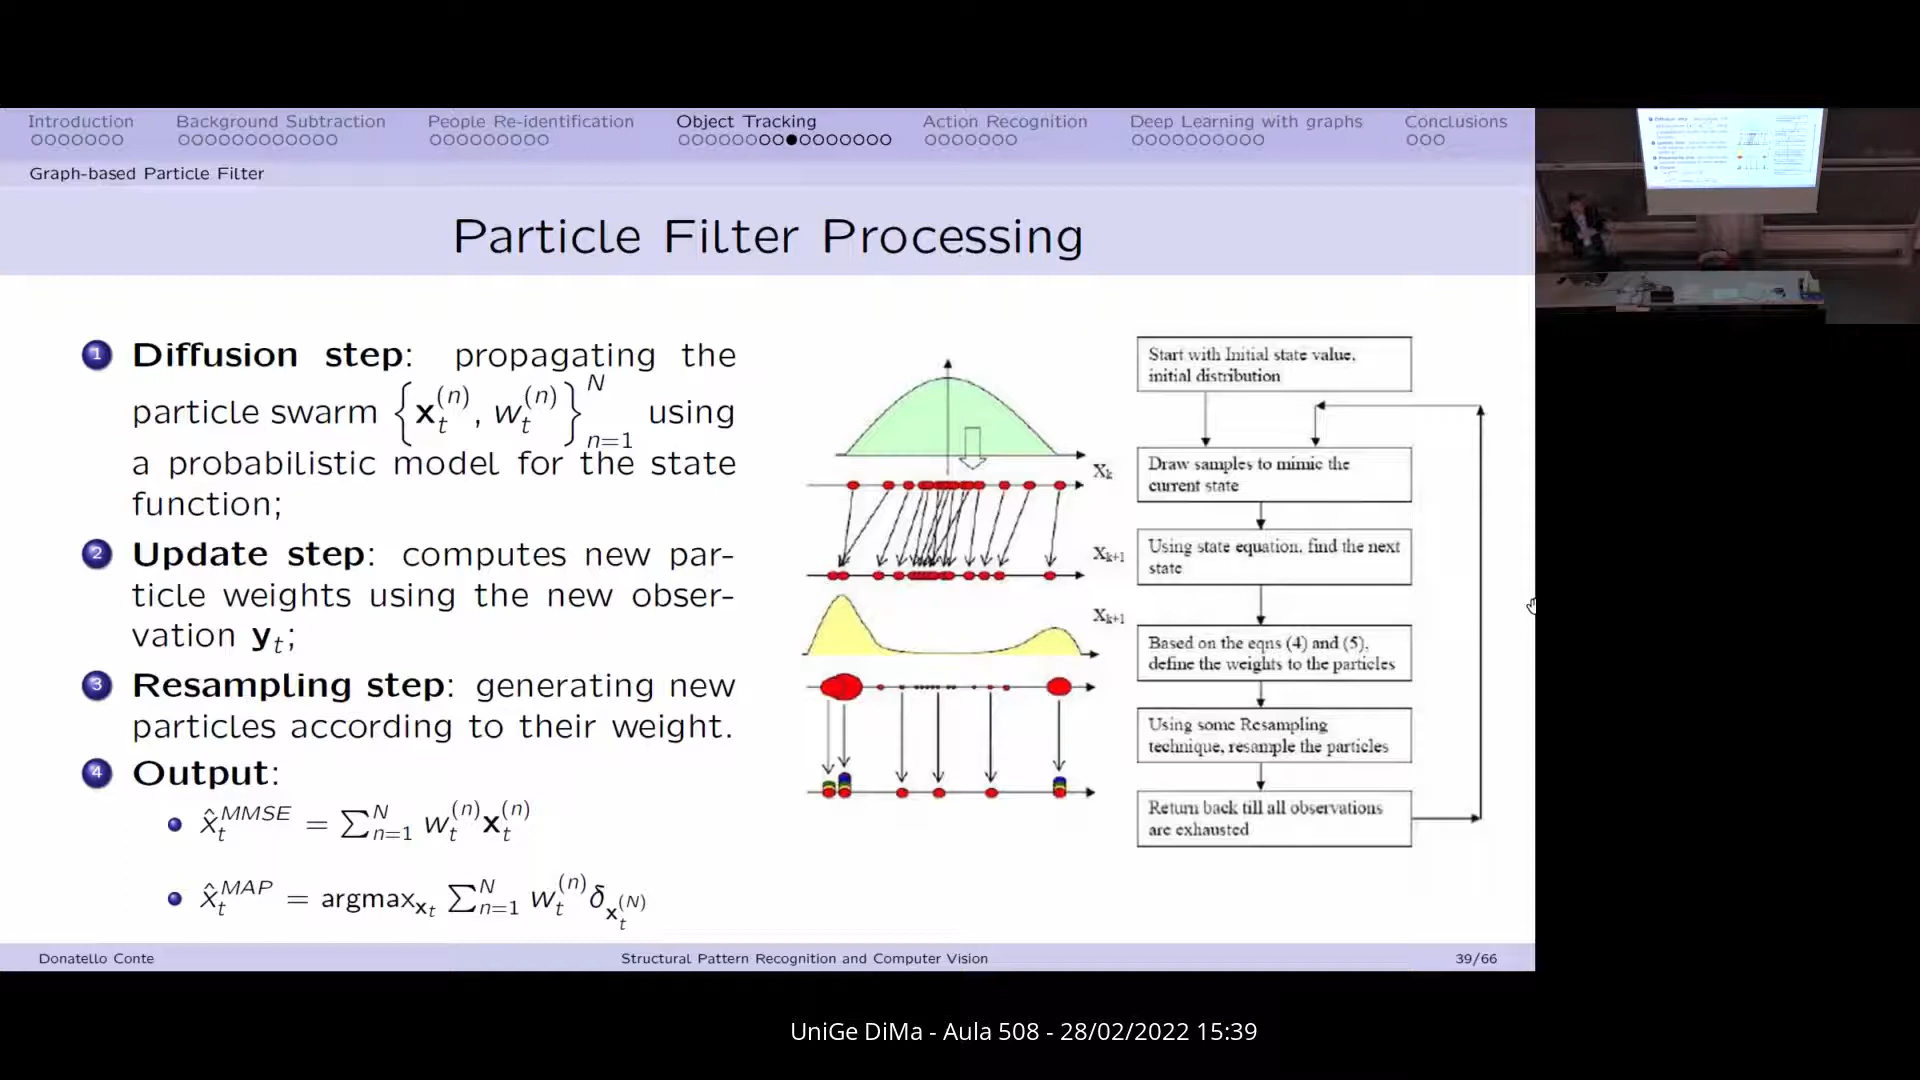 Introduction Background Subtraction People Re-identification Object Tracking Action Recognition Deep Learning with graphs Conclusions
Graph-based Particle Filter
Particle Filter Processing
1 Diffusion step: propagating the
particle swarm {x_t^(n), w_t^(n)}_{n=1}^N using
a probabilistic model for the state
function;
2 Update step: computes new par-
ticle weights using the new obser-
vation y_t;
3 Resampling step: generating new
particles according to their weight.
4 Output:
x̂_t^MMSE = ∑_{n=1}^N w_t^(n) x_t^(n)
x̂_t^MAP = argmax_{x_t} ∑_{n=1}^N w_t^(n) δ_{x_t^(N)}
X_k
X_{k+1}
X_{k+1}
Start with Initial state value,
initial distribution
Draw samples to mimic the
current state
Using state equation, find the next
state
Based on the eqns (4) and (5),
define the weights to the particles
Using some Resampling
technique, resample the particles
Return back till all observations
are exhausted
Donatello Conte Structural Pattern Recognition and Computer Vision 39/66
UniGe DiMa - Aula 508 - 28/02/2022 15:39